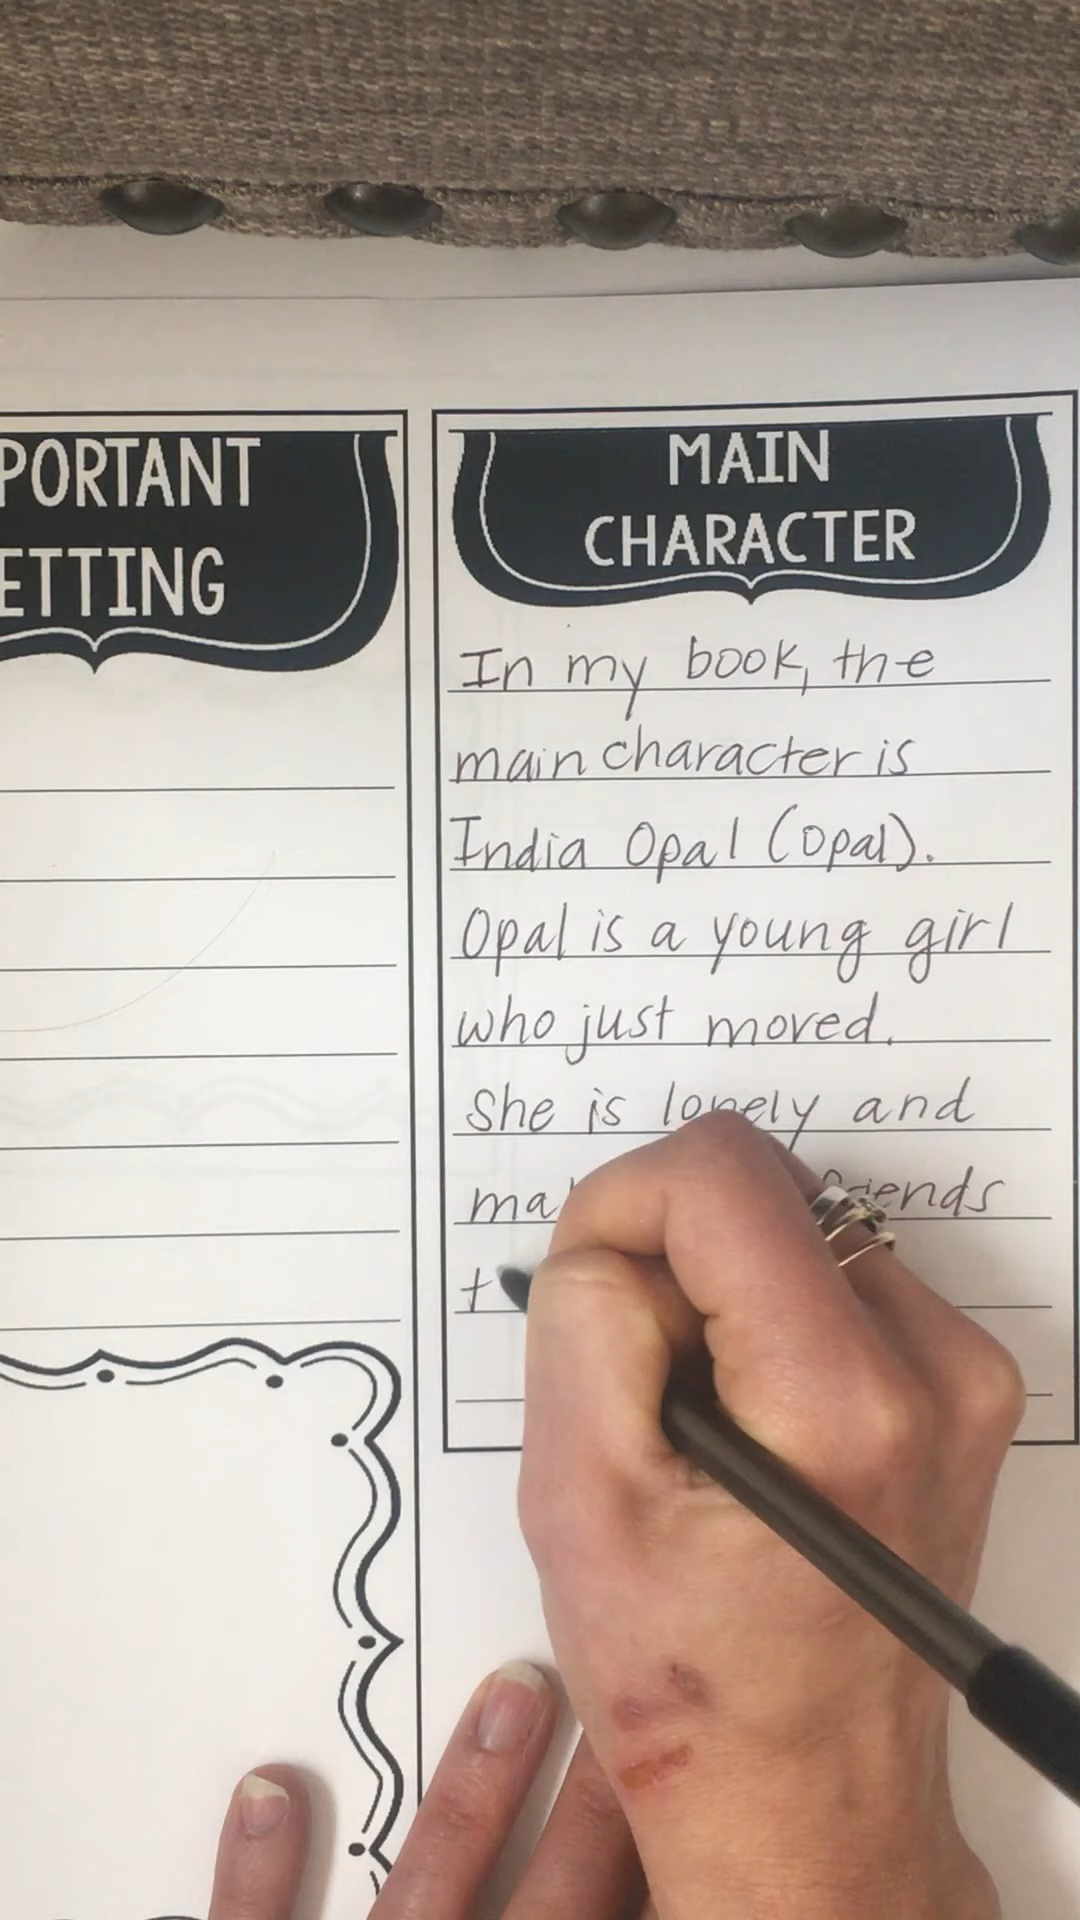 PORTANT
ETTING
MAIN
CHARACTER
In my book, the
main character is
India Opal (Opal).
Opal is a young girl
who just moved.
She is lonely and
friends